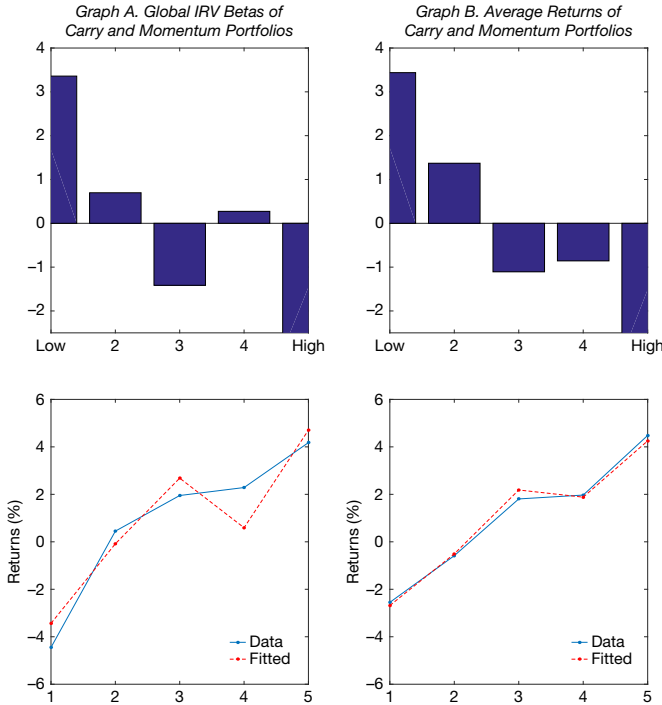 Graph A. Global IRV Betas of
Carry and Momentum Portfolios
4
3
2
1
0
−1
−2
Low 2 3 4 High
Graph B. Average Returns of
Carry and Momentum Portfolios
4
3
2
1
0
−1
−2
Low 2 3 4 High
6
4
2
0
−2
−4
−6
Returns (%)
Data
Fitted
1 2 3 4 5
6
4
2
0
−2
−4
−6
Returns (%)
Data
Fitted
1 2 3 4 5